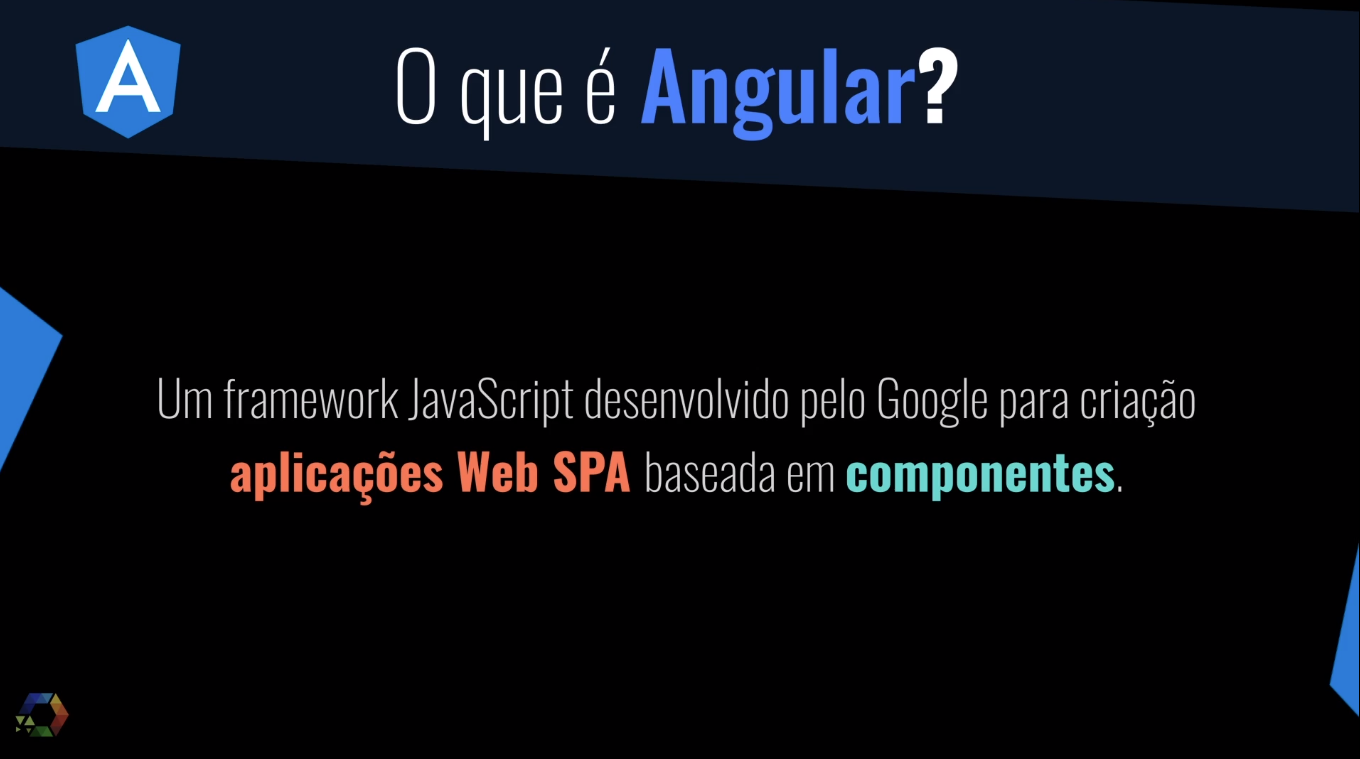 A
O que é Angular?
Um framework JavaScript desenvolvido pelo Google para criação
aplicações Web SPA baseada em componentes.